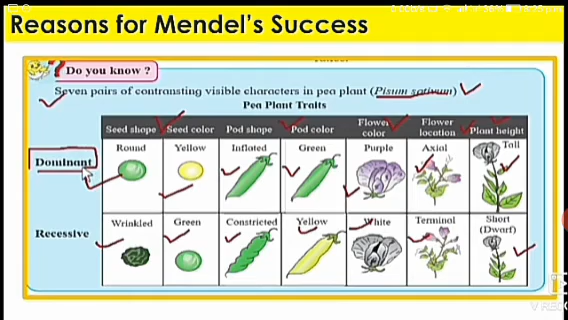 Reasons for Mendel's Success
Do you know ?
Seven pairs of contransting visible characters in pea plant (Pisum sativum)
Pea Plant Traits
Seed shape Seed color Pod shape Pod color Flower color Flower location Plant height
Dominant Round Yellow Inflated Green Purple Axial Tall
Recessive Wrinkled Green Constricted Yellow White Terminal Short (Dwarf)